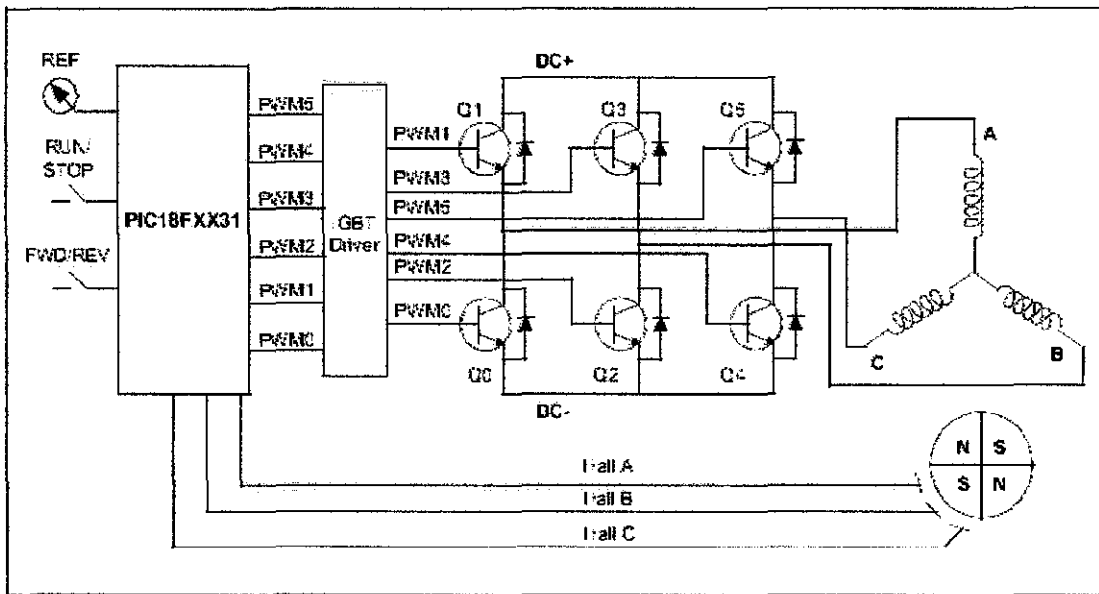 REF
RUN/
STOP
FWD/REV
PIC18FXX31
PWM5
PWM4
PWM3
PWM2
PWM1
PWM0
IGBT
Driver
PWM1
PWM3
PWM5
PWM4
PWM2
PWM0
DC+
Q1
Q3
Q5
Q0
Q2
Q4
DC-
A
B
C
Hall A
Hall B
Hall C
N S
S N